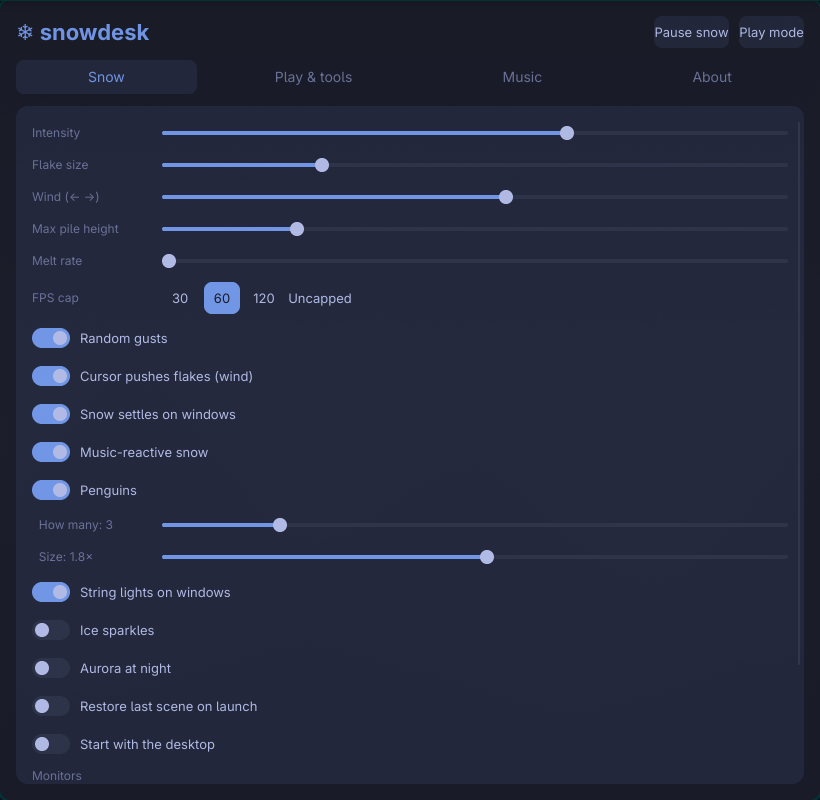 ❄ snowdesk
Pause snow
Play mode
Snow
Play & tools
Music
About
Intensity
Flake size
Wind (← →)
Max pile height
Melt rate
FPS cap
30
60
120
Uncapped
Random gusts
Cursor pushes flakes (wind)
Snow settles on windows
Music-reactive snow
Penguins
How many: 3
Size: 1.8×
String lights on windows
Ice sparkles
Aurora at night
Restore last scene on launch
Start with the desktop
Monitors